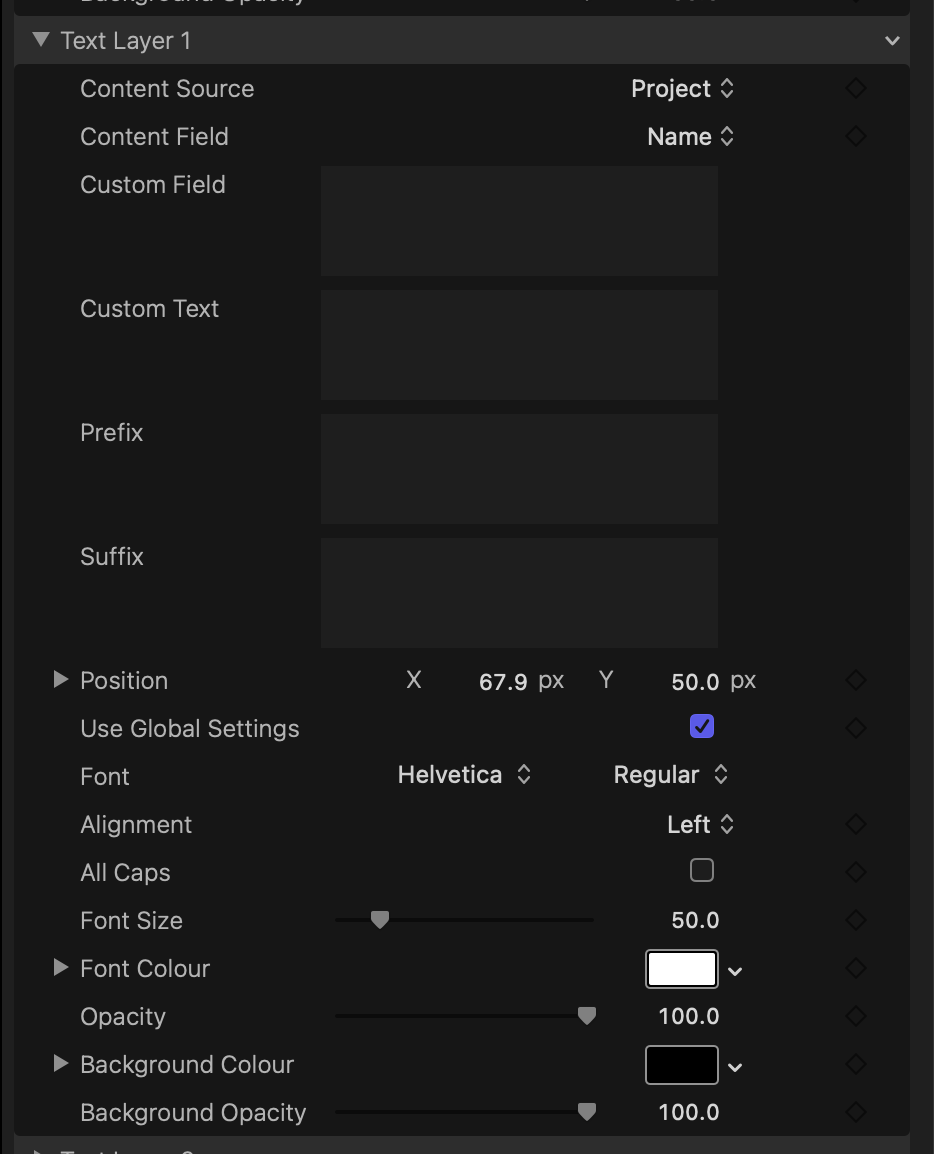 Background Opacity
Text Layer 1
Content Source Project
Content Field Name
Custom Field
Custom Text
Prefix
Suffix
Position X 67.9 px Y 50.0 px
Use Global Settings
Font Helvetica Regular
Alignment Left
All Caps
Font Size 50.0
Font Colour
Opacity 100.0
Background Colour
Background Opacity 100.0